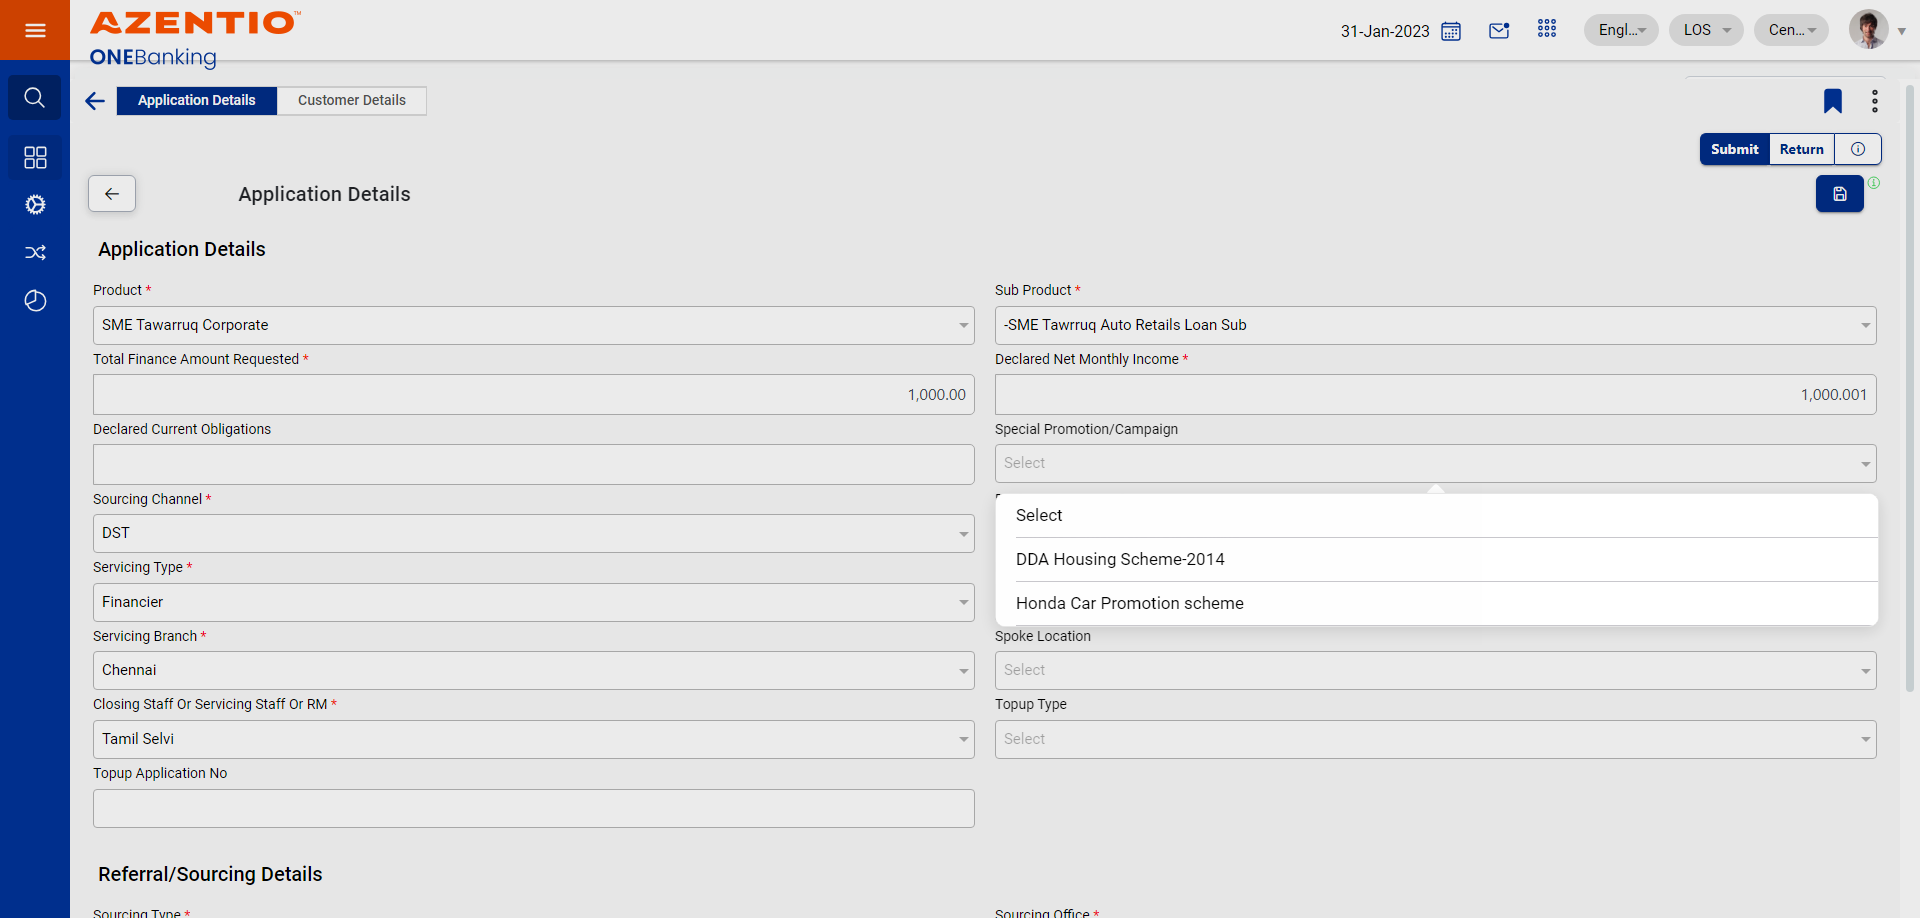 AZENTIO™
ONEBanking
31-Jan-2023
Engl...
LOS
Cen...
Application Details
Customer Details
Submit
Return
Application Details
Application Details
Product *
Sub Product *
SME Tawarruq Corporate
-SME Tawrruq Auto Retails Loan Sub
Total Finance Amount Requested *
Declared Net Monthly Income *
1,000.00
1,000.001
Declared Current Obligations
Special Promotion/Campaign
Select
Sourcing Channel *
DST
Select
DDA Housing Scheme-2014
Honda Car Promotion scheme
Servicing Type *
Financier
Servicing Branch *
Spoke Location
Chennai
Select
Closing Staff Or Servicing Staff Or RM *
Topup Type
Tamil Selvi
Select
Topup Application No
Referral/Sourcing Details
Sourcing Type *
Sourcing Office *